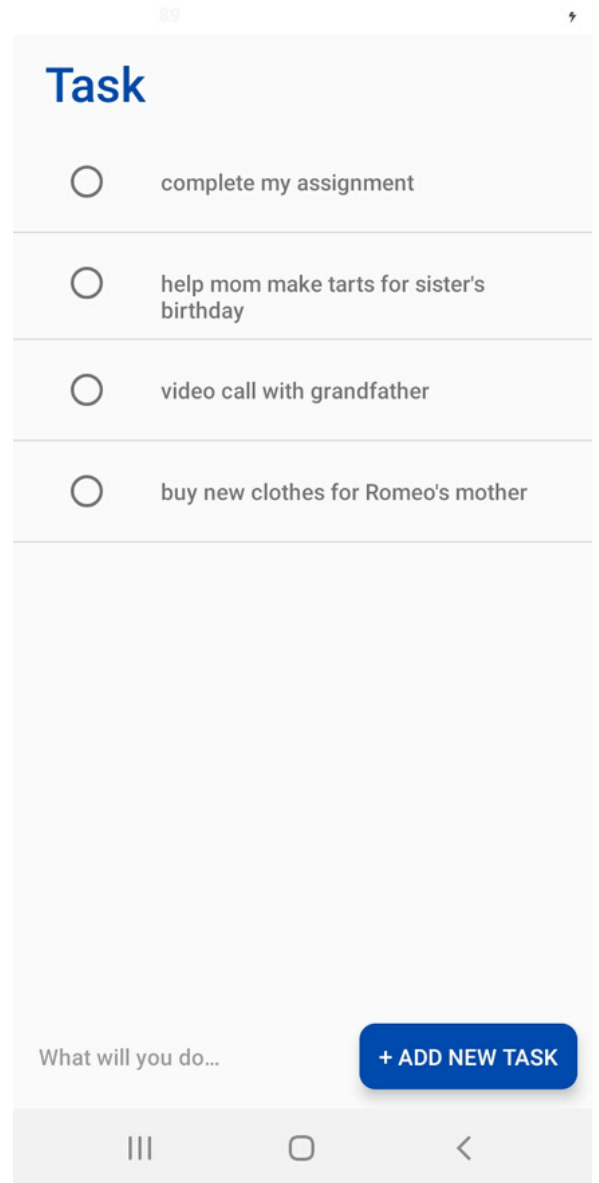 89
Task
complete my assignment
help mom make tarts for sister's
birthday
video call with grandfather
buy new clothes for Romeo's mother
What will you do...
+ ADD NEW TASK